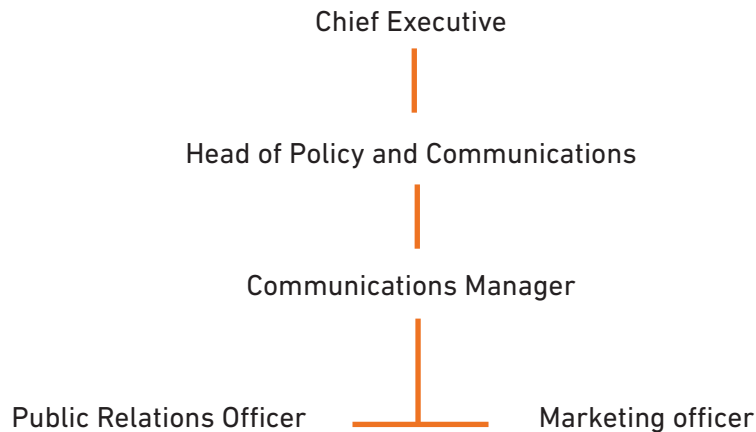 Chief Executive
Head of Policy and Communications
Communications Manager
Public Relations Officer
Marketing officer